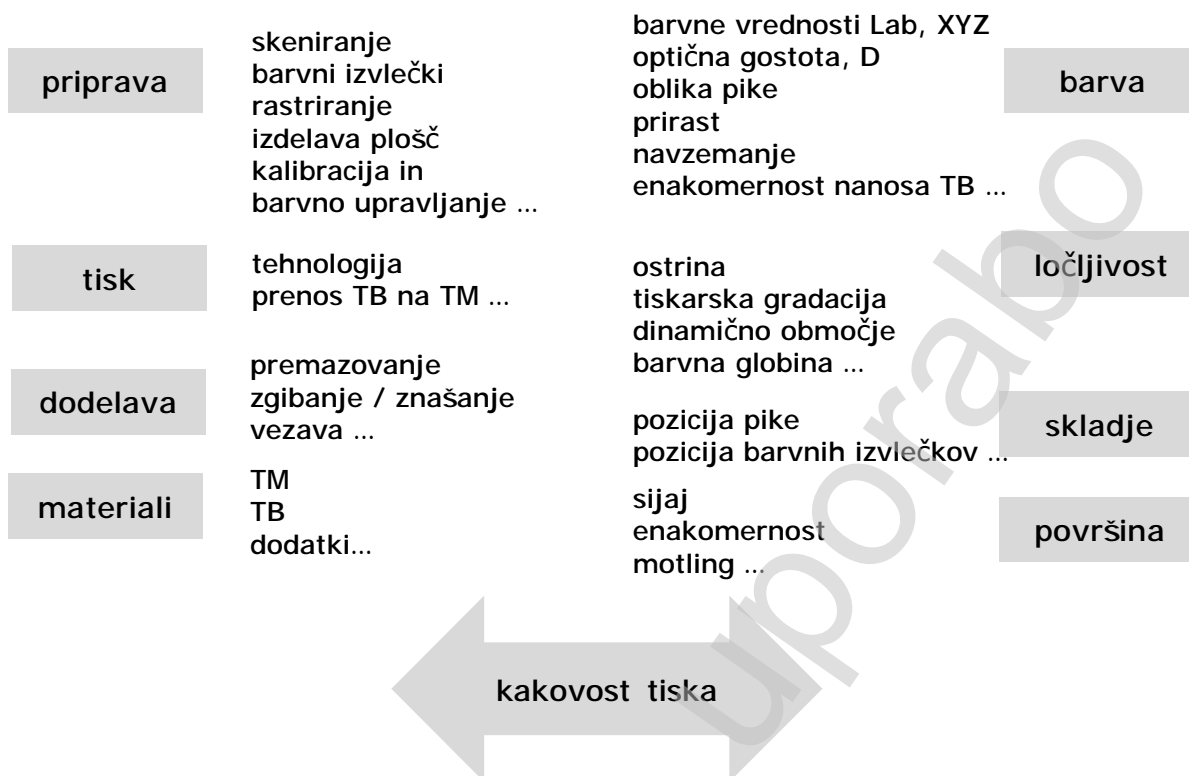 priprava
skeniranje
barvni izvlečki
rastriranje
izdelava plošč
kalibracija in
barvno upravljanje ...
barvne vrednosti Lab, XYZ
optična gostota, D
oblika pike
prirast
navzemanje
enakomernost nanosa TB ...
barva
tisk
tehnologija
prenos TB na TM ...
ostrina
tiskarska gradacija
dinamično območje
barvna globina ...
ločljivost
dodelava
premazovanje
zgibanje / znašanje
vezava ...
pozicija pike
pozicija barvnih izvlečkov ...
skladje
materiali
TM
TB
dodatki...
sijaj
enakomernost
motling ...
površina
kakovost tiska
uporabo